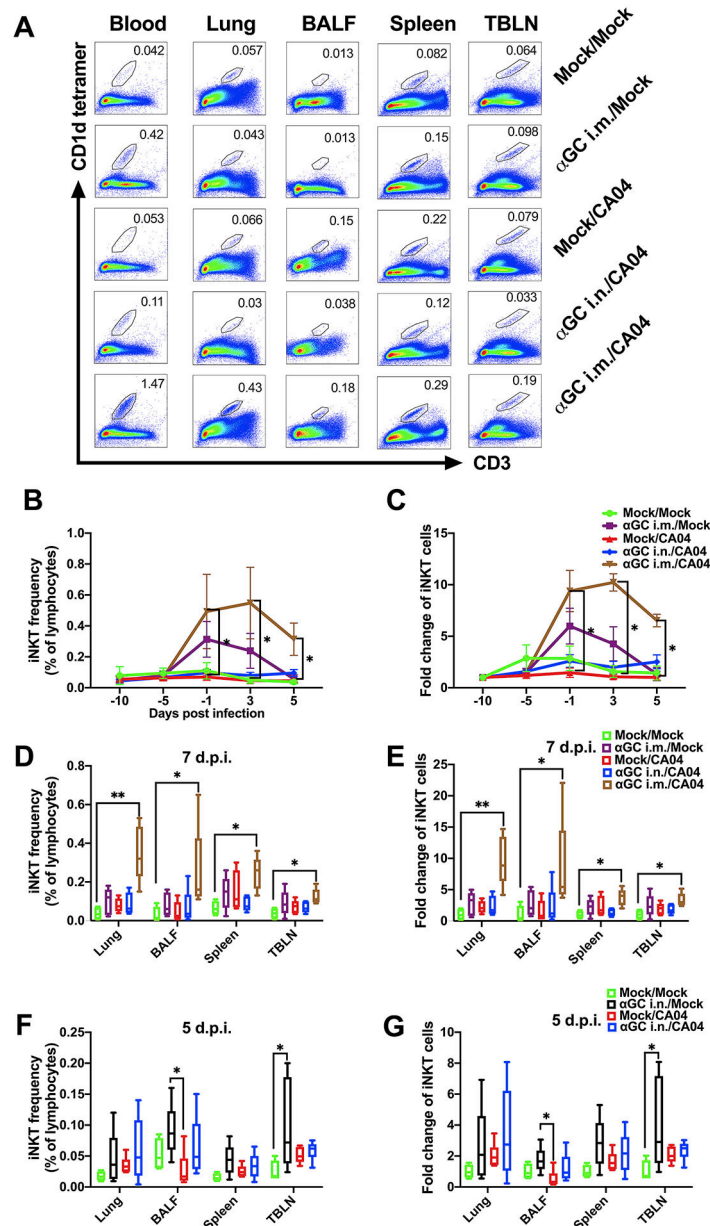 A
Blood Lung BALF Spleen TBLN
CD1d tetramer
0.042 0.057 0.013 0.082 0.064
Mock/Mock
0.42 0.043 0.013 0.15 0.098
αGC i.m./Mock
0.053 0.066 0.15 0.22 0.079
Mock/CA04
0.11 0.03 0.038 0.12 0.033
αGC i.n./CA04
1.47 0.43 0.18 0.29 0.19
αGC i.m./CA04
CD3
B
iNKT frequency
(% of lymphocytes)
1.0
0.8
0.6
0.4
0.2
0.0
* * *
-10 -5 -1 3 5
Days post infection
C
Fold change of iNKT cells
15
10
5
0
Mock/Mock
αGC i.m./Mock
Mock/CA04
αGC i.n./CA04
αGC i.m./CA04
* * *
-10 -5 -1 3 5
D
7 d.p.i.
iNKT frequency
(% of lymphocytes)
0.8
0.6
0.4
0.2
0.0
** * * *
Lung BALF Spleen TBLN
E
7 d.p.i.
Fold change of iNKT cells
25
20
15
10
5
0
Mock/Mock
αGC i.m./Mock
Mock/CA04
αGC i.n./CA04
αGC i.m./CA04
** * * *
Lung BALF Spleen TBLN
F
5 d.p.i.
iNKT frequency
(% of lymphocytes)
0.25
0.20
0.15
0.10
0.05
0.00
* *
Lung BALF Spleen TBLN
G
5 d.p.i.
Fold change of iNKT cells
10
8
6
4
2
0
Mock/Mock
αGC i.n./Mock
Mock/CA04
αGC i.n./CA04
* *
Lung BALF Spleen TBLN